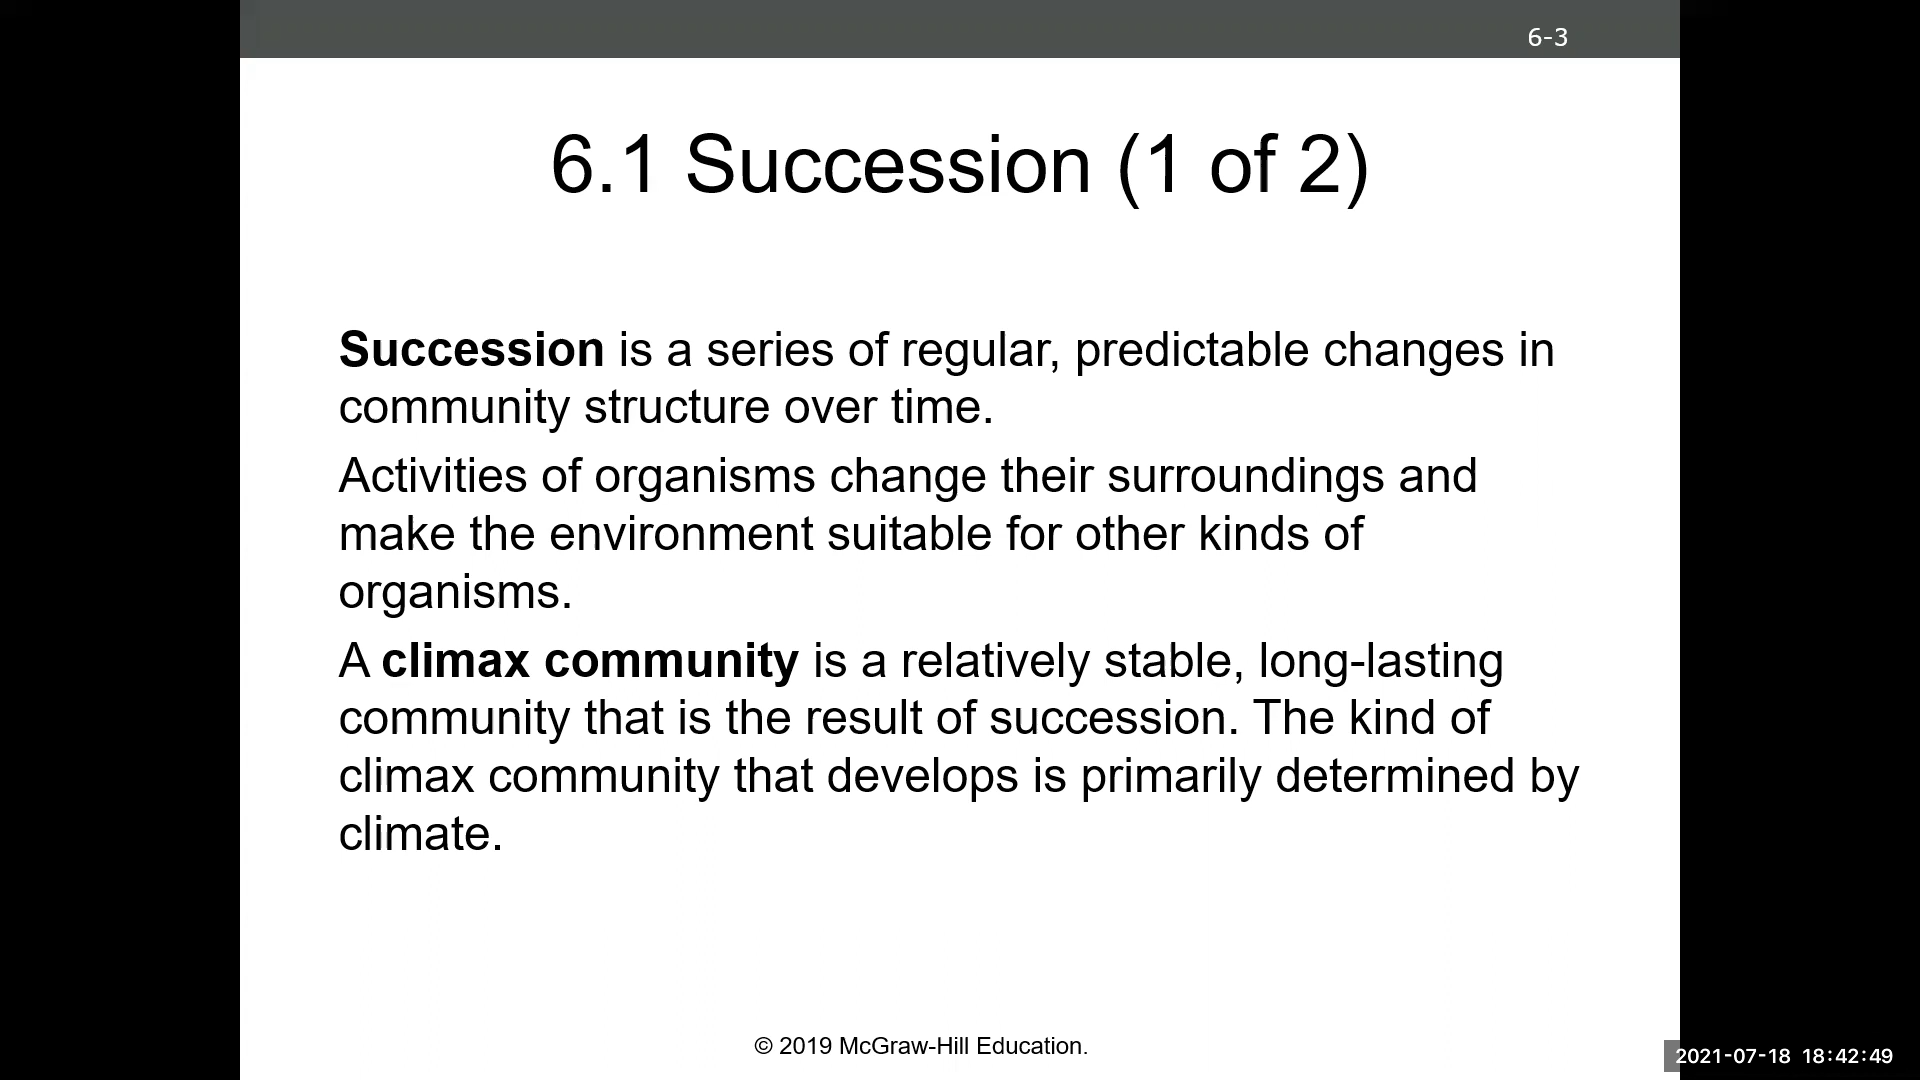 6-3
6.1 Succession (1 of 2)
Succession is a series of regular, predictable changes in
community structure over time.
Activities of organisms change their surroundings and
make the environment suitable for other kinds of
organisms.
A climax community is a relatively stable, long-lasting
community that is the result of succession. The kind of
climax community that develops is primarily determined by
climate.
© 2019 McGraw-Hill Education.
2021-07-18 18:42:49